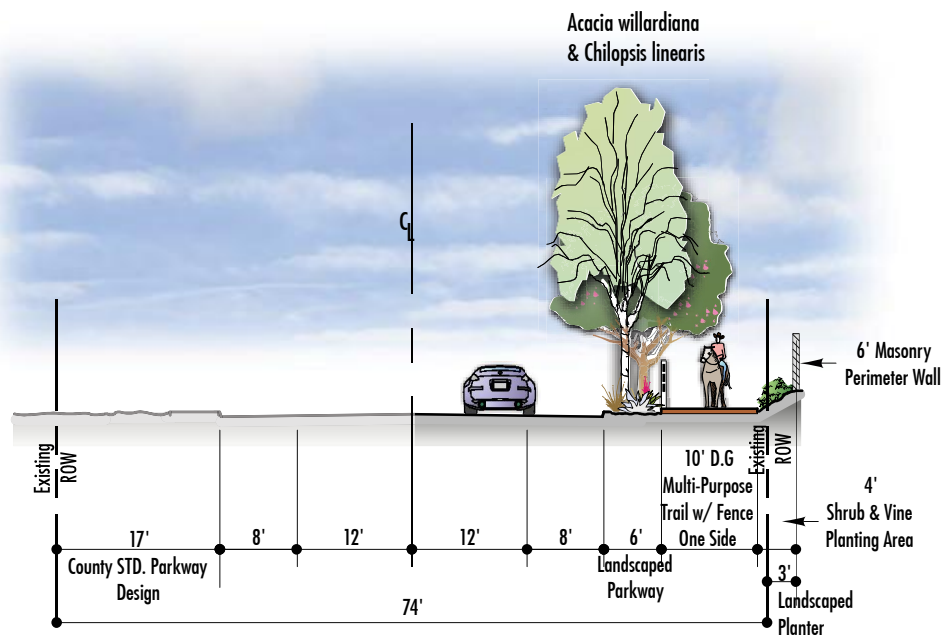 Acacia willardiana
& Chilopsis linearis
CL
6' Masonry
Perimeter Wall
Existing
ROW
Existing
ROW
10' D.G
Multi-Purpose
Trail w/ Fence
One Side
4'
Shrub & Vine
Planting Area
17'
8'
12'
12'
8'
6'
County STD. Parkway
Design
Landscaped
Parkway
3'
Landscaped
Planter
74'